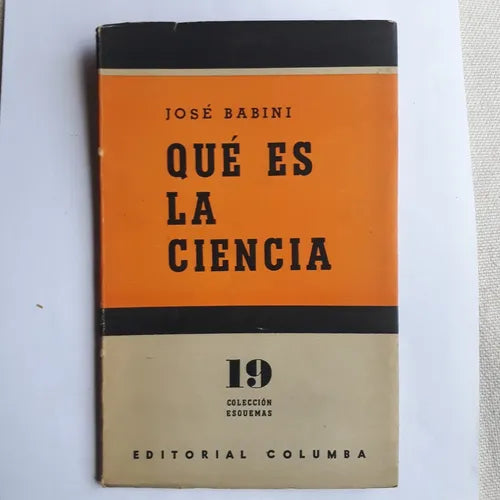 JOSÉ BABINI
QUÉ ES
LA
CIENCIA
19
COLECCIÓN
ESQUEMAS
EDITORIAL COLUMBA